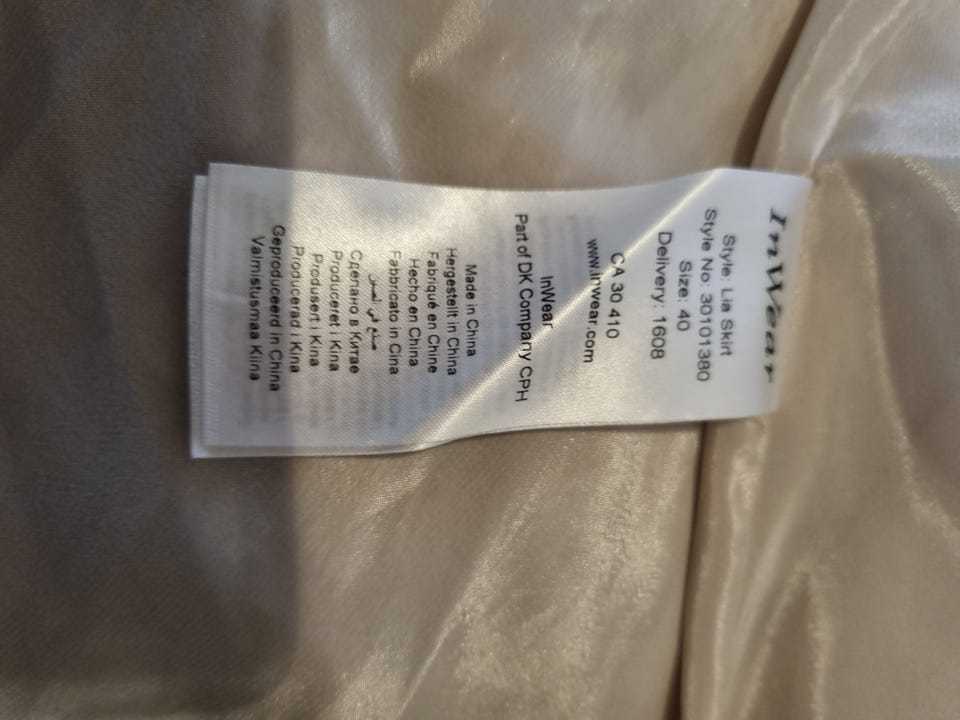 InWear
Style: Lia Skirt
Style No: 30101380
Size: 40
Delivery: 1608
CA 30 410
www.inwear.com
InWear
Part of DK Company CPH
Made in China
Hergestellt in China
Fabriqué en Chine
Hecho en China
Fabbricato in Cina
صنع في الصين
Сделано в Китае
Produceret i Kina
Produsert i Kina
Producerad i Kina
Geproduceerd in China
Valmistusmaa Kiina